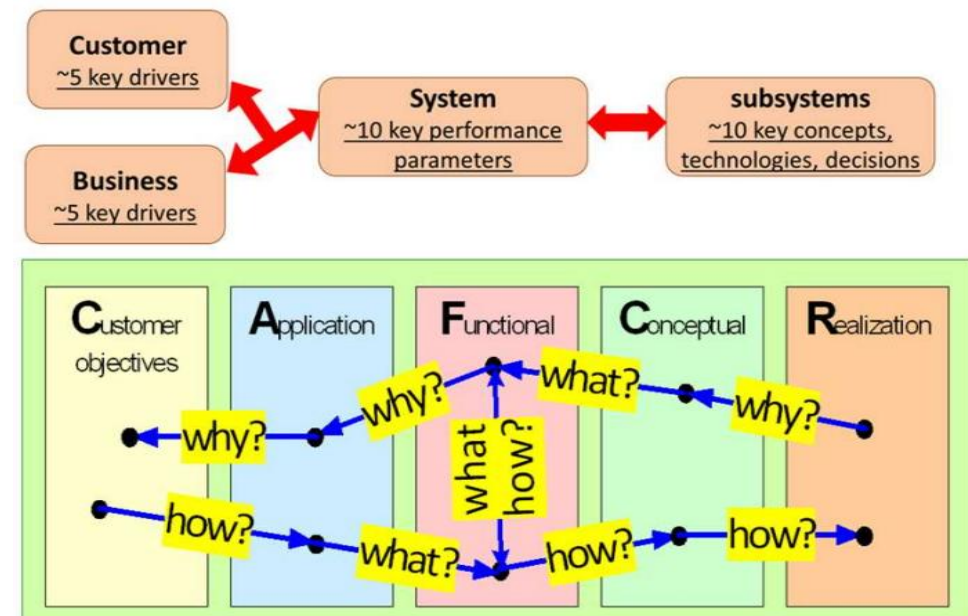 Customer
~5 key drivers
System
~10 key performance
parameters
subsystems
~10 key concepts,
technologies, decisions
Business
~5 key drivers
Customer
objectives
Application
Functional
Conceptual
Realization
why?
why?
what?
why?
what
how?
how?
what?
how?
how?